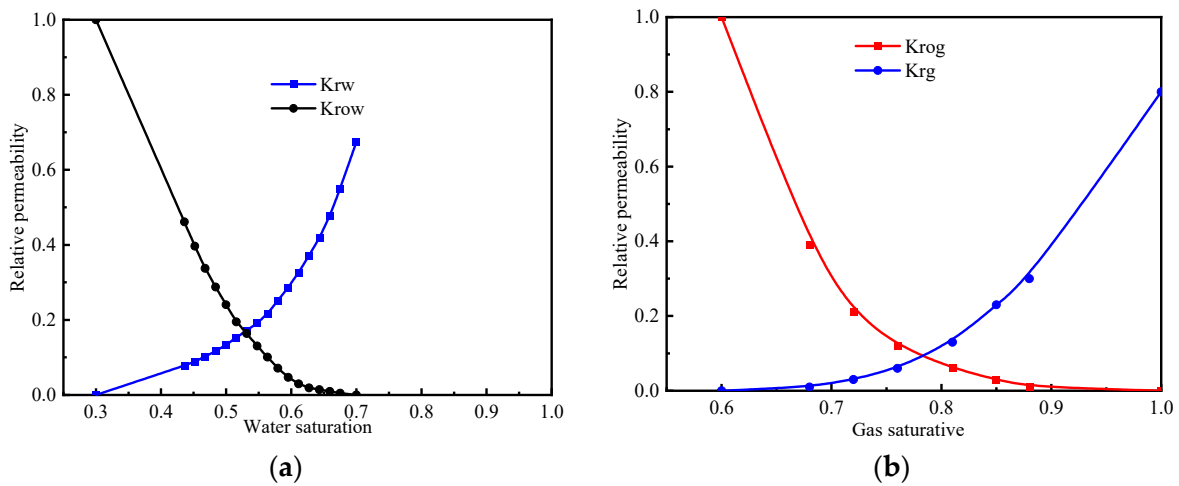 1.0
0.8
0.6
0.4
0.2
0.0
Relative permeability
0.3 0.4 0.5 0.6 0.7 0.8 0.9 1.0
Water saturation
Krw
Krow
(a)
1.0
0.8
0.6
0.4
0.2
0.0
Relative permeability
0.6 0.7 0.8 0.9 1.0
Gas saturative
Krog
Krg
(b)